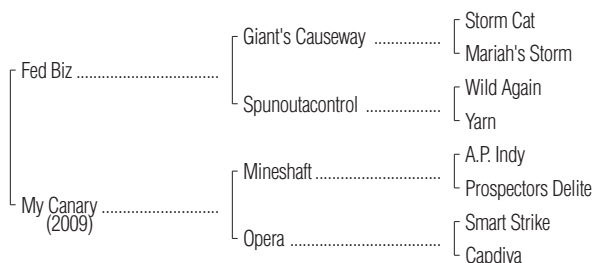 Storm Cat
Giant's Causeway ................
Mariah's Storm
Fed Biz ..................................
Wild Again
Spunoutacontrol ..................
Yarn
A.P. Indy
Mineshaft ..............................
Prospectors Delite
My Canary ............................
(2009)
Smart Strike
Opera ....................................
Capdiva